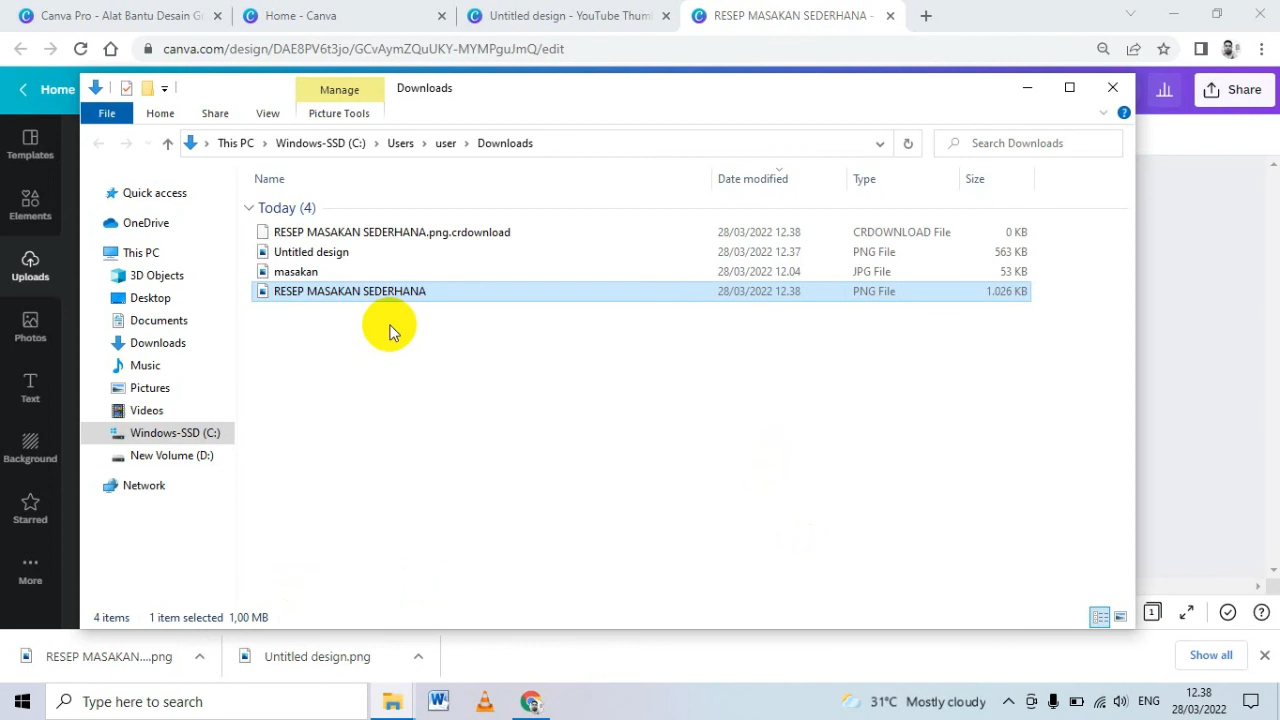 Canva Pro - Alat Bantu Desain Gr
Home - Canva
Untitled design - YouTube Thum
RESEP MASAKAN SEDERHANA -
canva.com/design/DAE8PV6t3jo/GCvAymZQuUKY-MYMPguJmQ/edit
Home
Manage
Downloads
Share
File
Home
Share
View
Picture Tools
This PC
Windows-SSD (C:)
Users
user
Downloads
Search Downloads
Templates
Elements
Uploads
Photos
Text
Background
Starred
More
Quick access
OneDrive
This PC
3D Objects
Desktop
Documents
Downloads
Music
Pictures
Videos
Windows-SSD (C:)
New Volume (D:)
Network
Name Date modified Type Size
Today (4)
RESEP MASAKAN SEDERHANA.png.crdownload 28/03/2022 12.38 CRDOWNLOAD File 0 KB
Untitled design 28/03/2022 12.37 PNG File 563 KB
masakan 28/03/2022 12.04 JPG File 53 KB
RESEP MASAKAN SEDERHANA 28/03/2022 12.38 PNG File 1.026 KB
4 items 1 item selected 1,00 MB
1
RESEP MASAKAN....png
Untitled design.png
Show all
Type here to search
31°C Mostly cloudy
ENG
12.38
28/03/2022